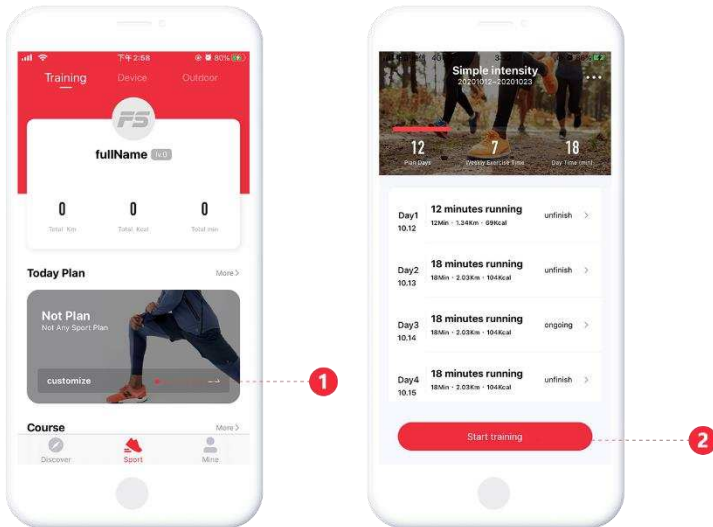 下午2:58
80%
Training
Device
Outdoor
FS
fullName lv.0
0
0
0
Total Km
Total Kcal
Total min
Today Plan
More >
Not Plan
Not Any Sport Plan
customize
1
Course
More >
Discover
Sport
Mine
Simple intensity
20201012~20201023
12
7
18
Plan Days
Weekly Exercise Time
Day Time (min)
Day1
10.12
12 minutes running
12Min · 1.34Km · 69Kcal
unfinish >
Day2
10.13
18 minutes running
18Min · 2.03Km · 104Kcal
unfinish >
Day3
10.14
18 minutes running
18Min · 2.03Km · 104Kcal
ongoing >
Day4
10.15
18 minutes running
18Min · 2.03Km · 104Kcal
unfinish >
Start training
2